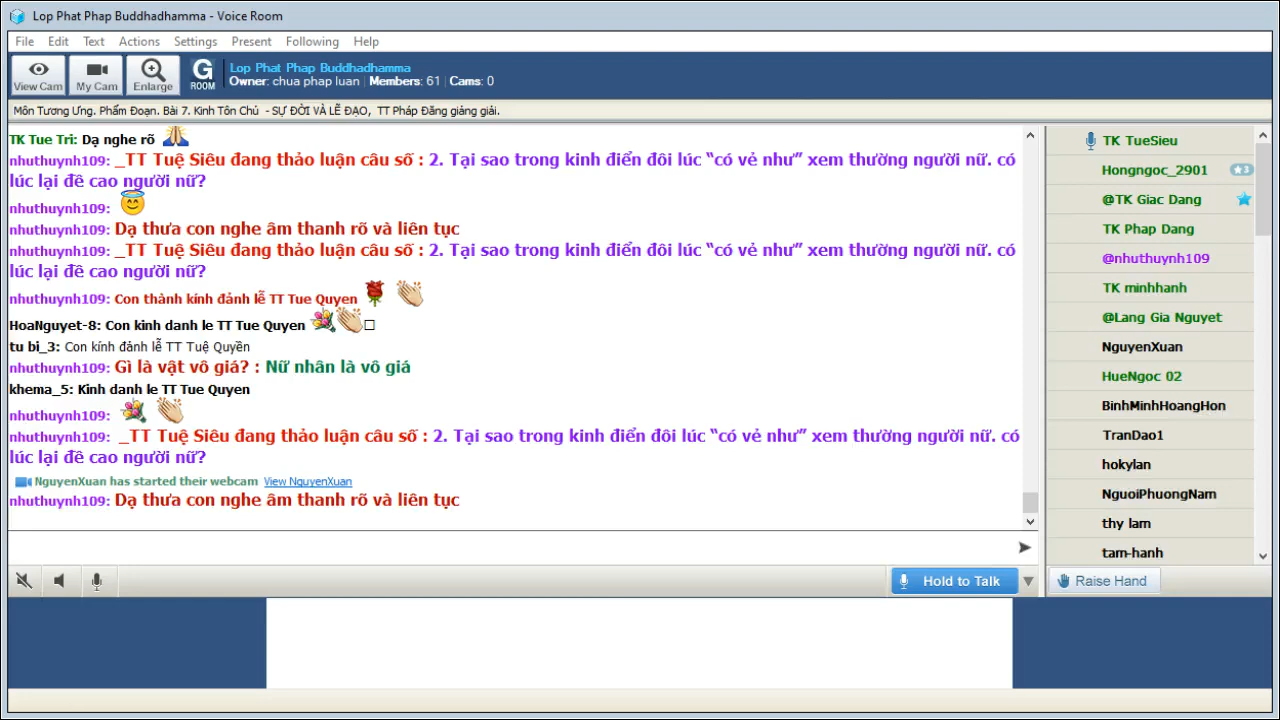 Lop Phat Phap Buddhadhamma - Voice Room
File Edit Text Actions Settings Present Following Help
View Cam My Cam Enlarge G ROOM
Lop Phat Phap Buddhadhamma
Owner: chua phap luan Members: 61 Cams: 0
Môn Tương Ưng. Phẩm Đoạn. Bài 7. Kinh Tôn Chủ - SỰ ĐỜI VÀ LẼ ĐẠO, TT Pháp Đăng giảng giải.
TK Tue Tri: Dạ nghe rõ
nhuthuynh109: _TT Tuệ Siêu đang thảo luận câu số : 2. Tại sao trong kinh điển đôi lúc “có vẻ như” xem thường người nữ. có
lúc lại đề cao người nữ?
nhuthuynh109:
nhuthuynh109: Dạ thưa con nghe âm thanh rõ và liên tục
nhuthuynh109: _TT Tuệ Siêu đang thảo luận câu số : 2. Tại sao trong kinh điển đôi lúc “có vẻ như” xem thường người nữ. có
lúc lại đề cao người nữ?
nhuthuynh109: Con thành kính đảnh lễ TT Tue Quyen
HoaNguyet-8: Con kinh danh le TT Tue Quyen
tu bi_3: Con kính đảnh lễ TT Tuệ Quyền
nhuthuynh109: Gì là vật vô giá? : Nữ nhân là vô giá
khema_5: Kinh danh le TT Tue Quyen
nhuthuynh109:
nhuthuynh109: _TT Tuệ Siêu đang thảo luận câu số : 2. Tại sao trong kinh điển đôi lúc “có vẻ như” xem thường người nữ. có
lúc lại đề cao người nữ?
NguyenXuan has started their webcam View NguyenXuan
nhuthuynh109: Dạ thưa con nghe âm thanh rõ và liên tục
Hold to Talk
TK TueSieu
Hongngoc_2901 3
@TK Giac Dang
TK Phap Dang
@nhuthuynh109
TK minhhanh
@Lang Gia Nguyet
NguyenXuan
HueNgoc 02
BinhMinhHoangHon
TranDao1
hokylan
NguoiPhuongNam
thy lam
tam-hanh
Raise Hand